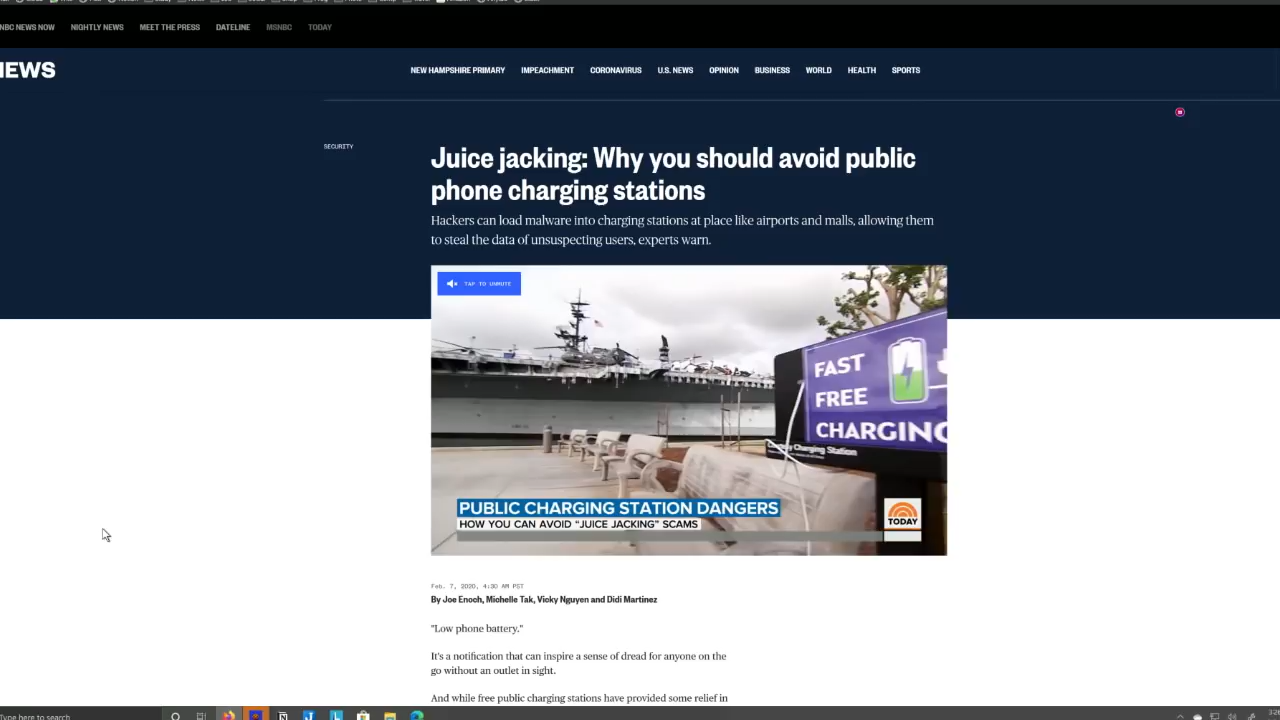 NBC NEWS NOW NIGHTLY NEWS MEET THE PRESS DATELINE MSNBC TODAY
NEWS
NEW HAMPSHIRE PRIMARY IMPEACHMENT CORONAVIRUS U.S. NEWS OPINION BUSINESS WORLD HEALTH SPORTS
SECURITY
Juice jacking: Why you should avoid public
phone charging stations
Hackers can load malware into charging stations at place like airports and malls, allowing them
to steal the data of unsuspecting users, experts warn.
TAP TO UNMUTE
FAST
FREE
CHARGING
Charging Station
PUBLIC CHARGING STATION DANGERS
HOW YOU CAN AVOID “JUICE JACKING” SCAMS
TODAY
Feb. 7, 2020, 4:30 AM PST
By Joe Enoch, Michelle Tak, Vicky Nguyen and Didi Martinez
"Low phone battery."
It's a notification that can inspire a sense of dread for anyone on the
go without an outlet in sight.
And while free public charging stations have provided some relief in
Type here to search